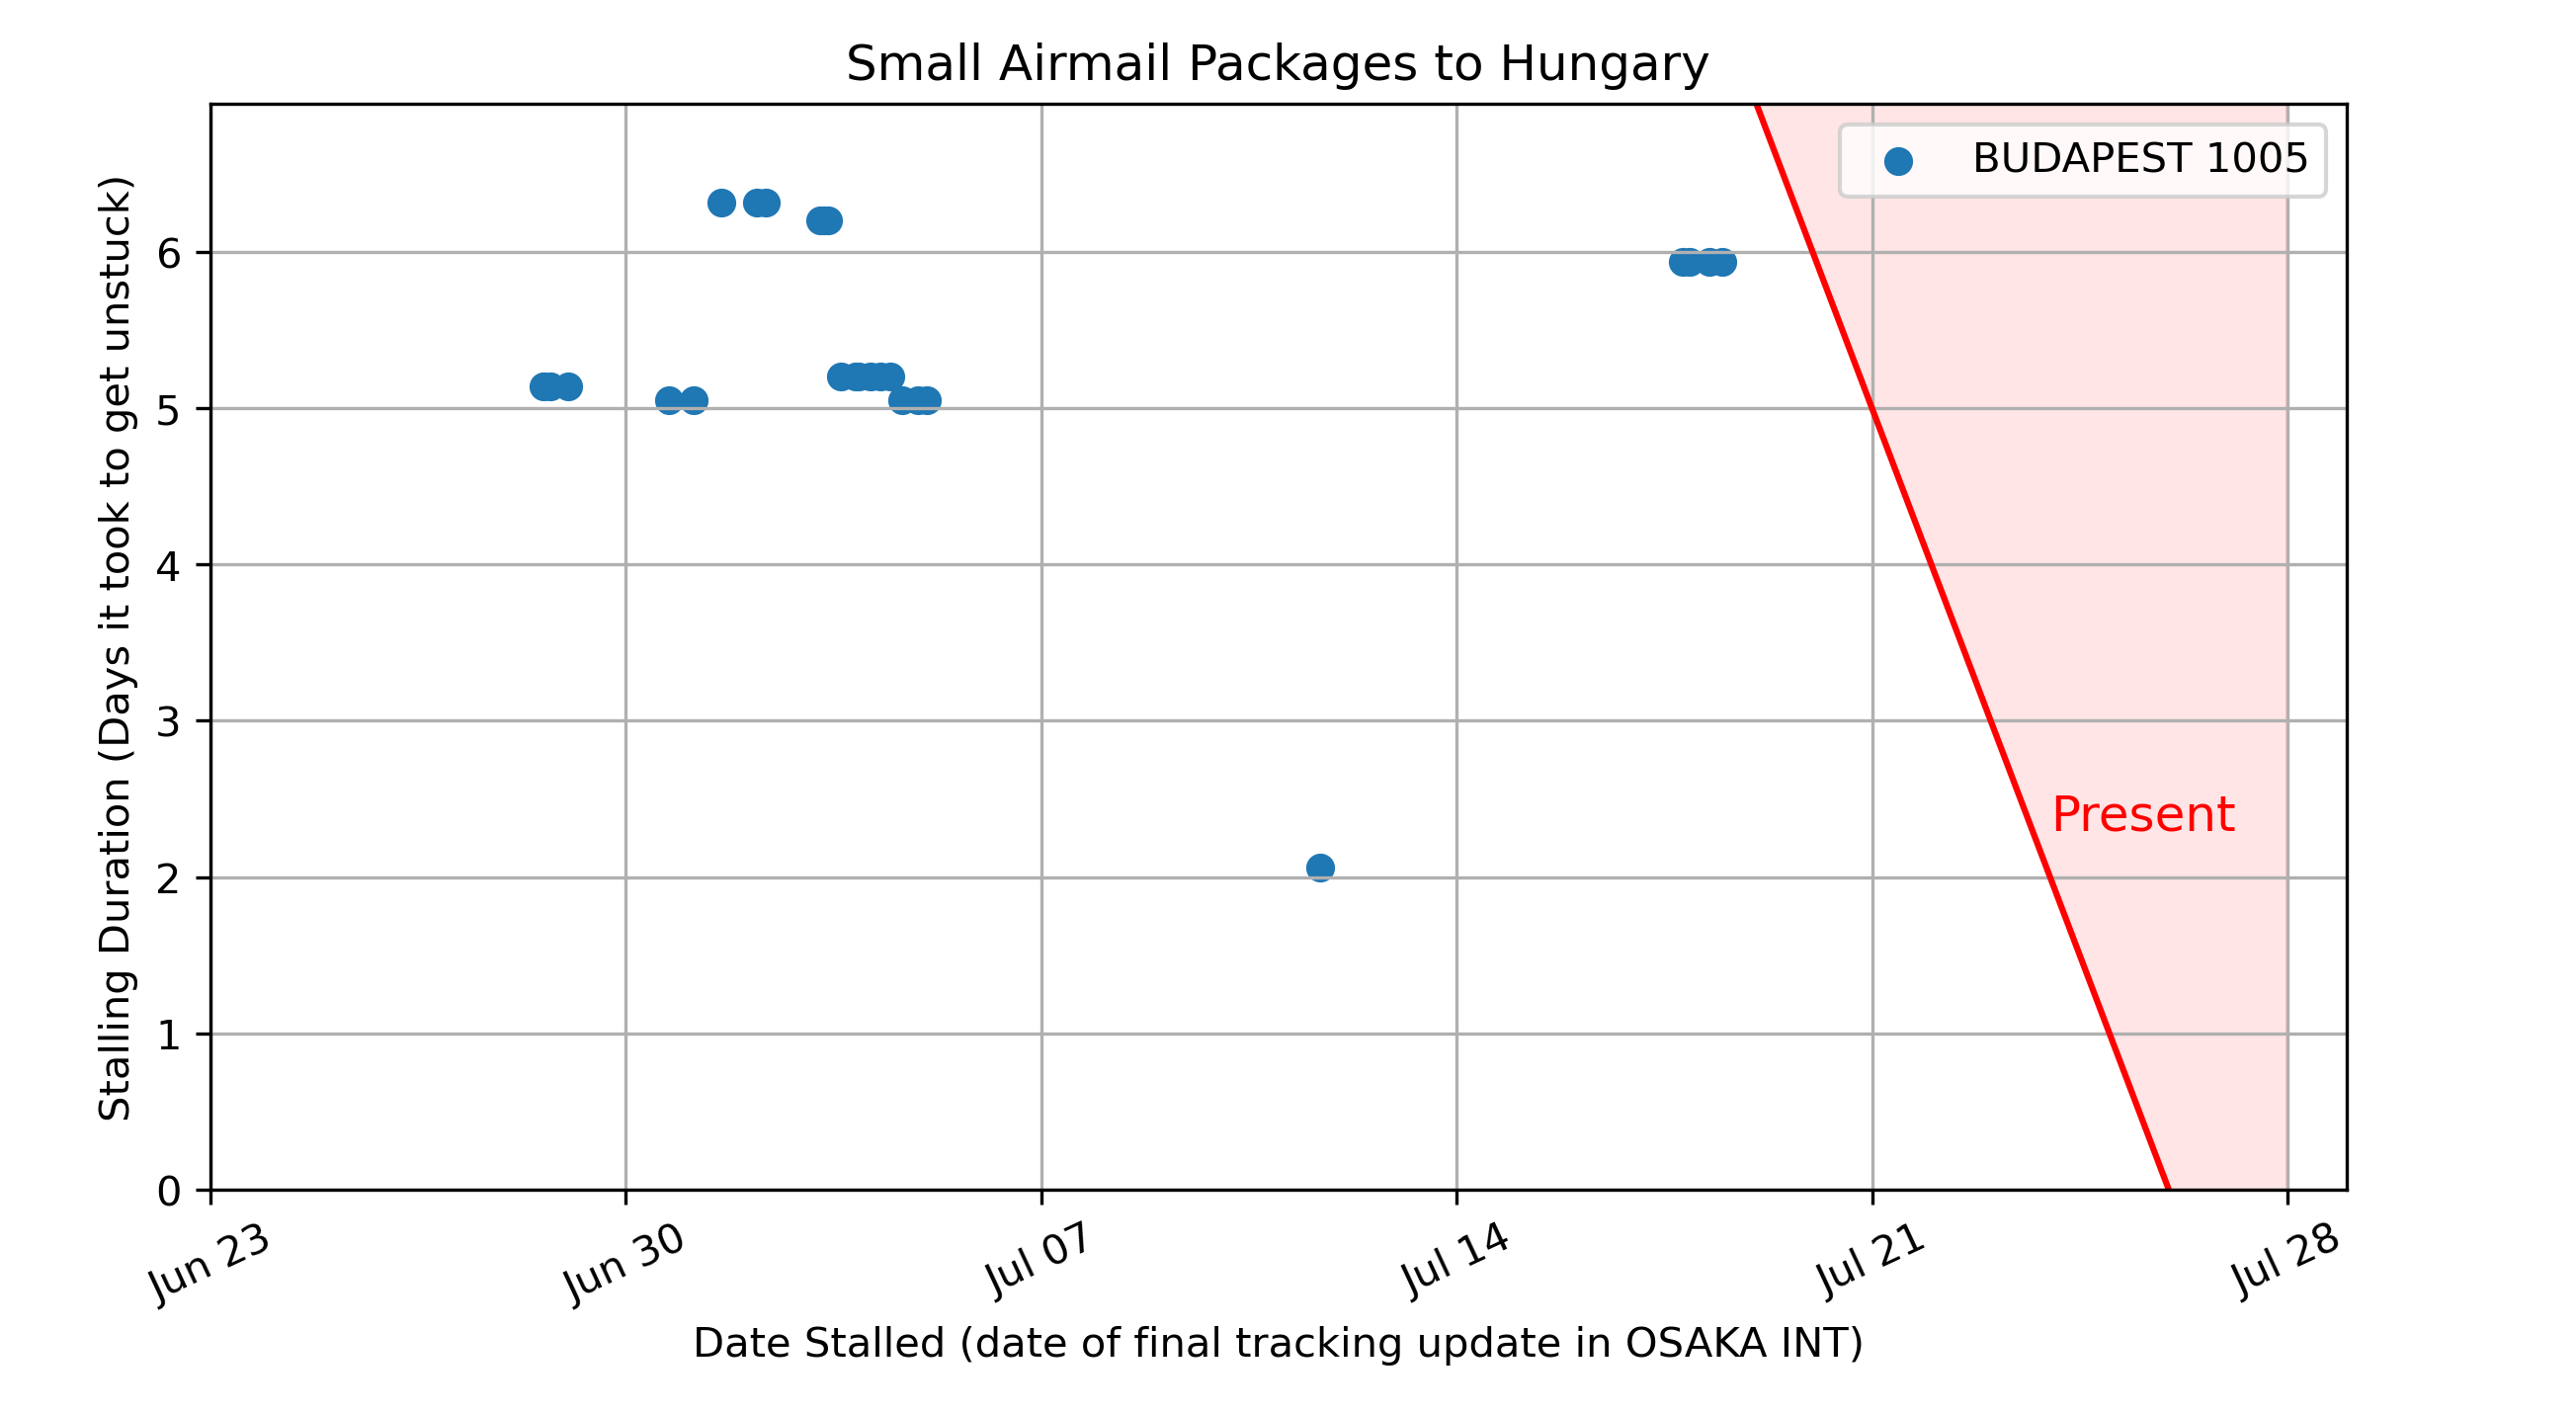 Small Airmail Packages to Hungary
BUDAPEST 1005
Stalling Duration (Days it took to get unstuck)
6
5
4
3
2
1
0
Present
Jun 23
Jun 30
Jul 07
Jul 14
Jul 21
Jul 28
Date Stalled (date of final tracking update in OSAKA INT)